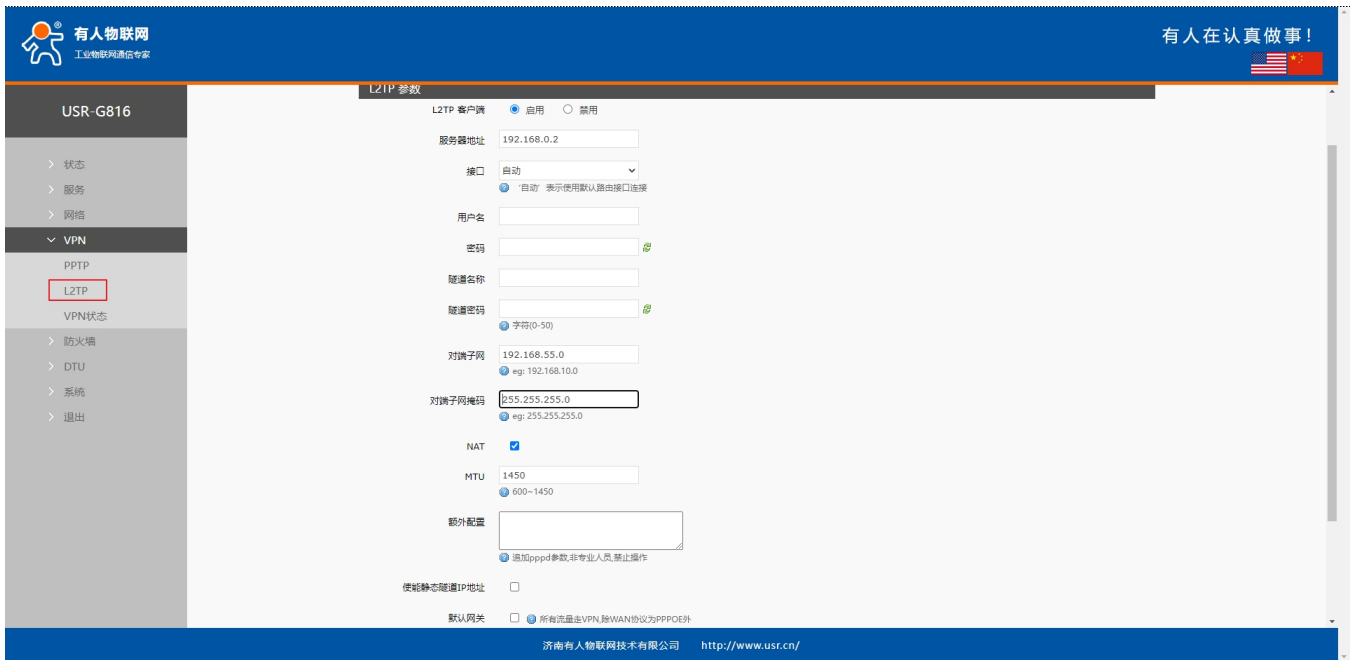 有人物联网
工业物联网通信专家
有人在认真做事!
USR-G816
状态
服务
网络
VPN
PPTP
L2TP
VPN状态
防火墙
DTU
系统
退出
L2TP 参数
L2TP 客户端 启用 禁用
服务器地址 192.168.0.2
接口 自动
'自动' 表示使用默认路由接口连接
用户名
密码
隧道名称
隧道密码
字符(0-50)
对端子网 192.168.55.0
eg: 192.168.10.0
对端子网掩码 255.255.255.0
eg: 255.255.255.0
NAT
MTU 1450
600~1450
额外配置
追加pppd参数,非专业人员,禁止操作
使能静态隧道IP地址
默认网关 所有流量走VPN,除WAN协议为PPPOE外
济南有人物联网技术有限公司 http://www.usr.cn/